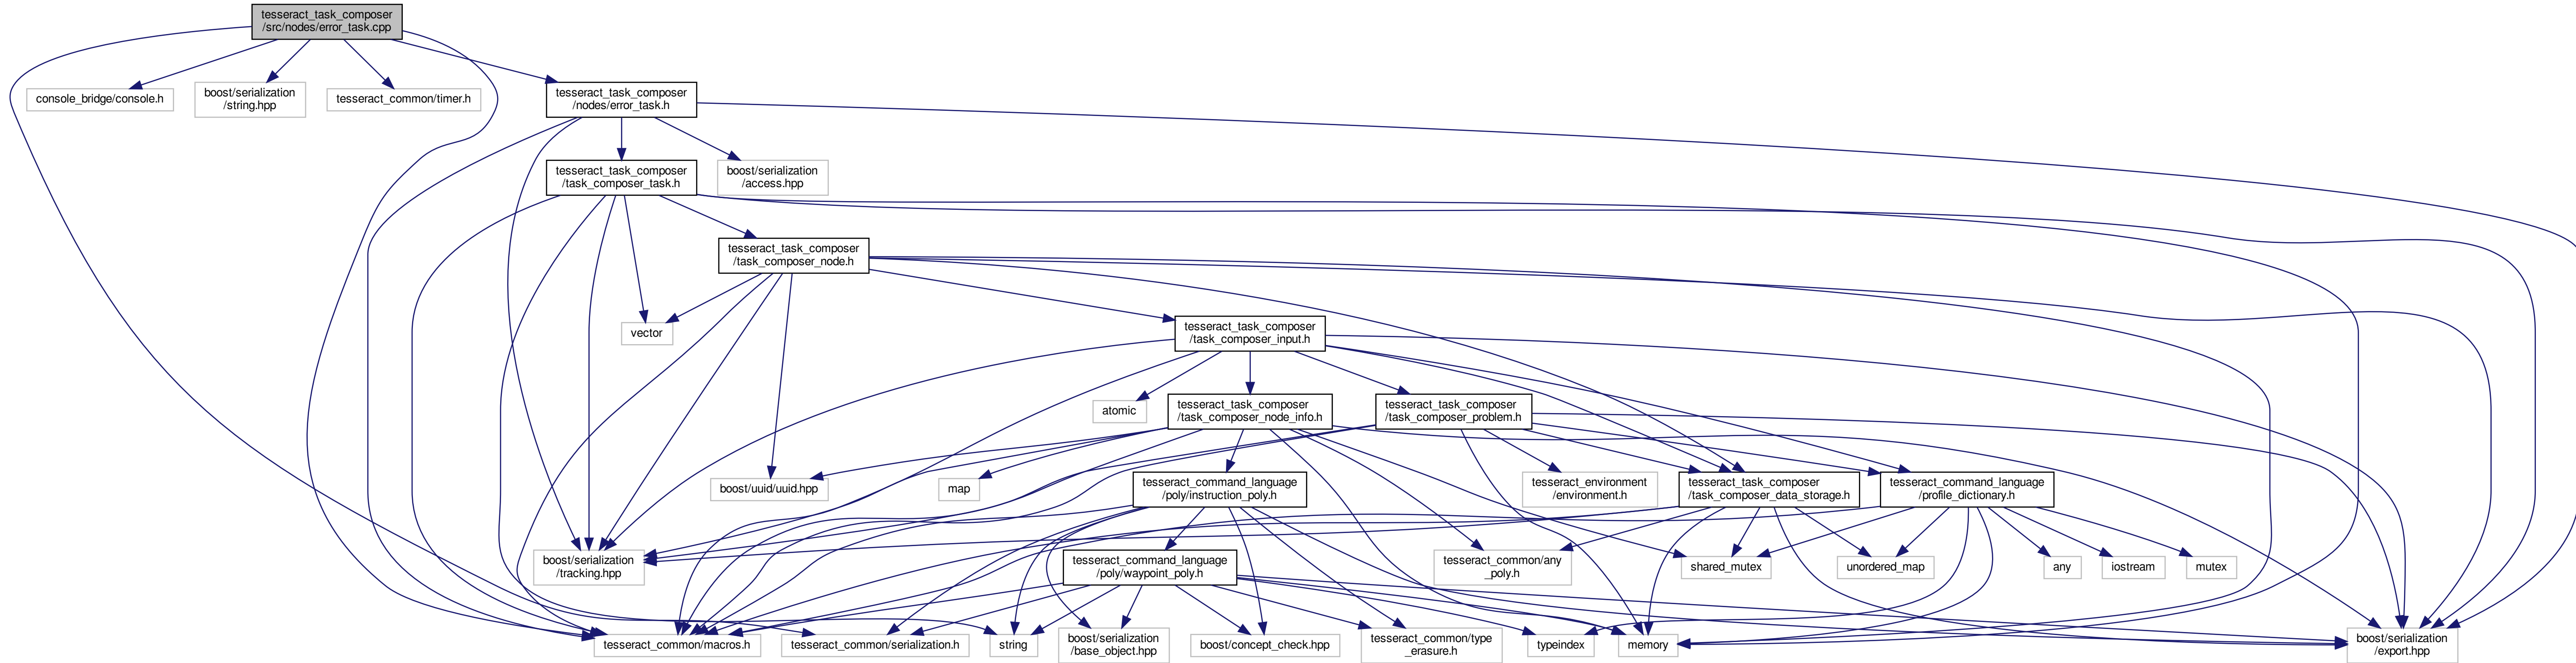 tesseract_task_composer
/src/nodes/error_task.cpp
console_bridge/console.h
boost/serialization
/string.hpp
tesseract_common/timer.h
tesseract_task_composer
/nodes/error_task.h
tesseract_task_composer
/task_composer_task.h
boost/serialization
/access.hpp
tesseract_task_composer
/task_composer_node.h
vector
tesseract_task_composer
/task_composer_input.h
atomic
tesseract_task_composer
/task_composer_node_info.h
tesseract_task_composer
/task_composer_problem.h
boost/uuid/uuid.hpp
map
tesseract_command_language
/poly/instruction_poly.h
tesseract_environment
/environment.h
tesseract_task_composer
/task_composer_data_storage.h
tesseract_command_language
/profile_dictionary.h
boost/serialization
/tracking.hpp
tesseract_command_language
/poly/waypoint_poly.h
tesseract_common/any
_poly.h
shared_mutex
unordered_map
any
iostream
mutex
tesseract_common/macros.h
tesseract_common/serialization.h
string
boost/serialization
/base_object.hpp
boost/concept_check.hpp
tesseract_common/type
_erasure.h
typeindex
memory
boost/serialization
/export.hpp